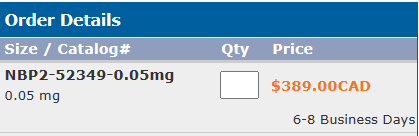 Order Details
Size / Catalog# Qty Price
NBP2-52349-0.05mg
0.05 mg
$389.00CAD
6-8 Business Days